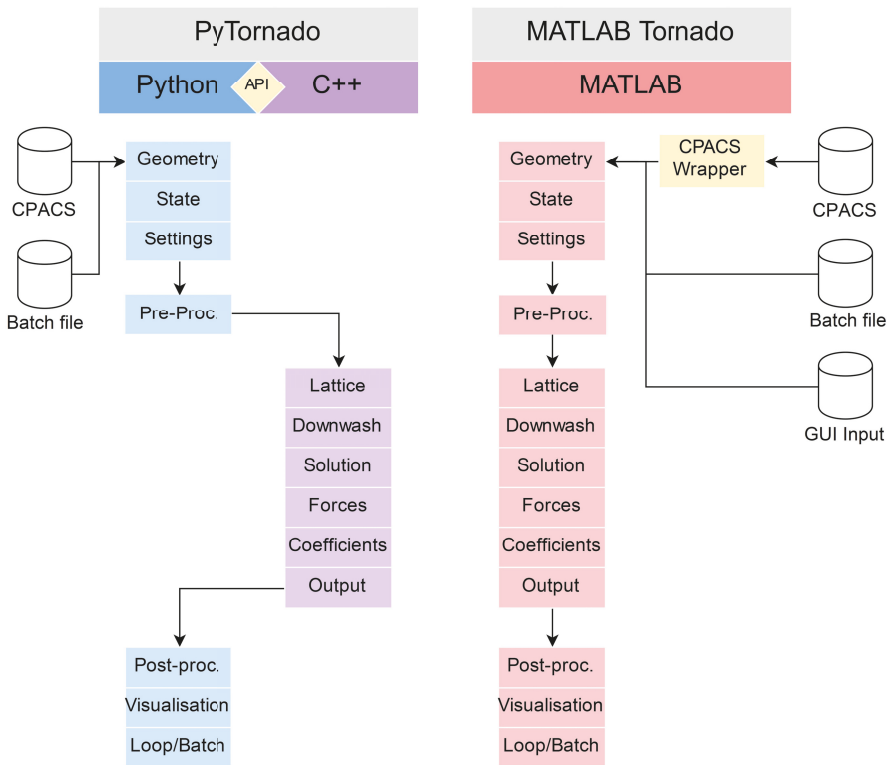 PyTornado
Python
API
C++
CPACS
Batch file
Geometry
State
Settings
Pre-Proc.
Lattice
Downwash
Solution
Forces
Coefficients
Output
Post-proc.
Visualisation
Loop/Batch
MATLAB Tornado
MATLAB
Geometry
State
Settings
Pre-Proc.
Lattice
Downwash
Solution
Forces
Coefficients
Output
Post-proc.
Visualisation
Loop/Batch
CPACS
Wrapper
CPACS
Batch file
GUI Input